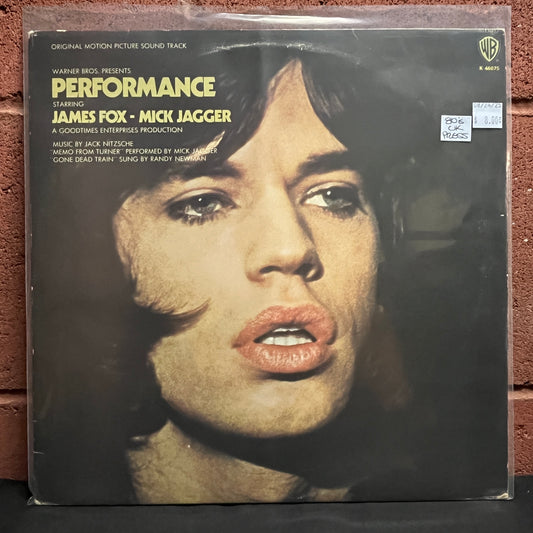 ORIGINAL MOTION PICTURE SOUND TRACK
WB
K 46075
WARNER BROS. PRESENTS
PERFORMANCE
STARRING
JAMES FOX - MICK JAGGER
A GOODTIMES ENTERPRISES PRODUCTION
MUSIC BY JACK NITZSCHE
"MEMO FROM TURNER" PERFORMED BY MICK JAGGER
"GONE DEAD TRAIN" SUNG BY RANDY NEWMAN
80's
UK
PRESS
$ 8.00